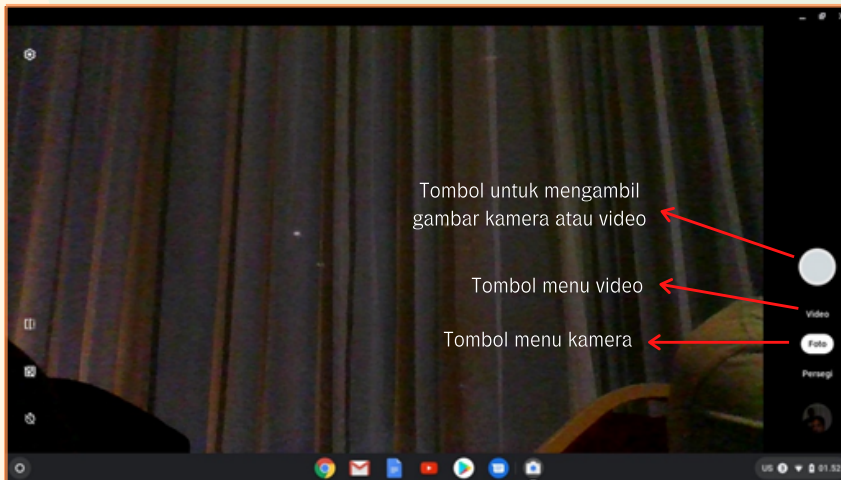 Tombol untuk mengambil
gambar kamera atau video
Tombol menu video
Video
Tombol menu kamera
Foto
Persegi
US
01.52